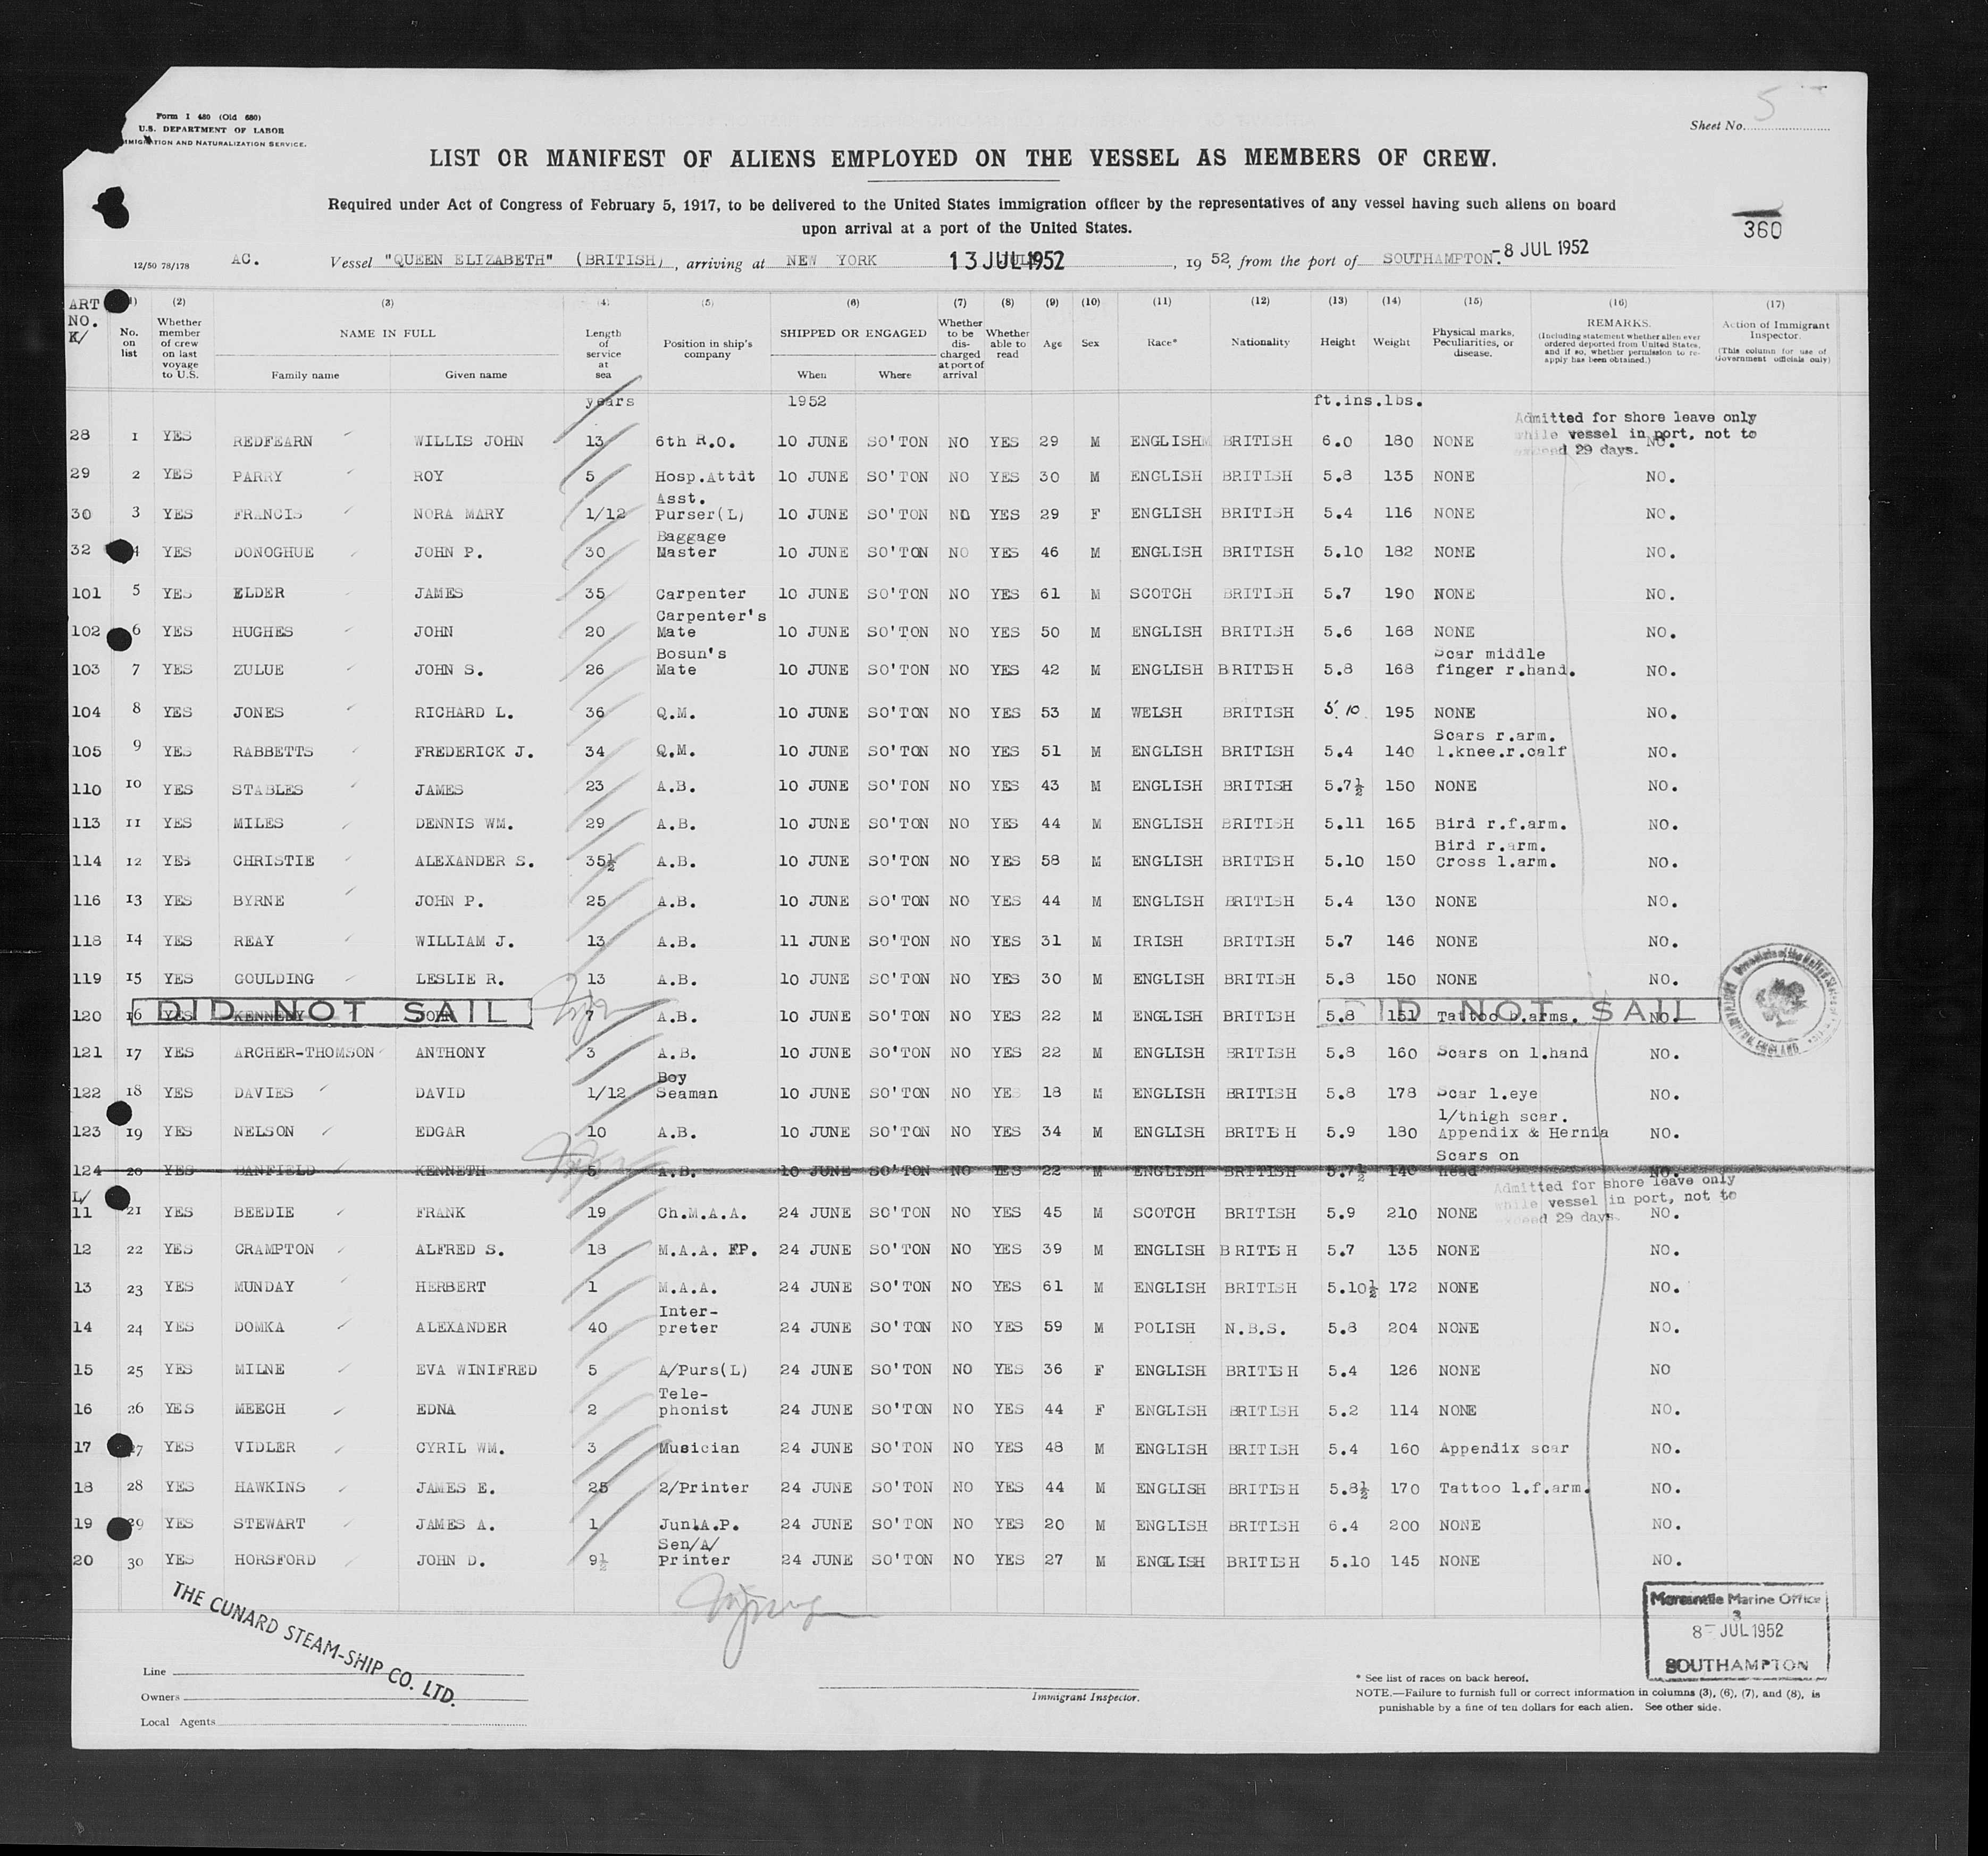 5
Form I 480 (Old 680)
U.S. DEPARTMENT OF LABOR
IMMIGRATION AND NATURALIZATION SERVICE.
Sheet No.
LIST OR MANIFEST OF ALIENS EMPLOYED ON THE VESSEL AS MEMBERS OF CREW.
Required under Act of Congress of February 5, 1917, to be delivered to the United States immigration officer by the representatives of any vessel having such aliens on board
upon arrival at a port of the United States.
360
12/50 78/178 AC. Vessel "QUEEN ELIZABETH" (BRITISH), arriving at NEW YORK 13 JUL 1952, 19 52, from the port of SOUTHAMPTON. -8 JUL 1952
ART NO. K/
(1) No. on list
(2) Whether member of crew on last voyage to U.S.
(3) NAME IN FULL Family name Given name
(4) Length of service at sea
(5) Position in ship's company
(6) SHIPPED OR ENGAGED When Where
(7) Whether to be discharged at port of arrival
(8) Whether able to read
(9) Age
(10) Sex
(11) Race*
(12) Nationality
(13) Height
(14) Weight
(15) Physical marks, Peculiarities, or disease.
(16) REMARKS. (Including statement whether alien ever ordered deported from United States, and if so, whether permission to re-apply has been obtained.)
(17) Action of Immigrant Inspector. (This column for use of Government officials only)
years 1952 ft.ins.lbs.
Admitted for shore leave only
while vessel in port, not to
exceed 29 days.
28 1 YES REDFEARN WILLIS JOHN 13 6th R.O. 10 JUNE SO'TON NO YES 29 M ENGLISH BRITISH 6.0 180 NONE NO.
29 2 YES PARRY ROY 5 Hosp.Attdt 10 JUNE SO'TON NO YES 30 M ENGLISH BRITISH 5.8 135 NONE NO.
30 3 YES FRANCIS NORA MARY 1/12 Asst. Purser(L) 10 JUNE SO'TON NO YES 29 F ENGLISH BRITISH 5.4 116 NONE NO.
32 4 YES DONOGHUE JOHN P. 30 Baggage Master 10 JUNE SO'TON NO YES 46 M ENGLISH BRITISH 5.10 182 NONE NO.
101 5 YES ELDER JAMES 35 Carpenter 10 JUNE SO'TON NO YES 61 M SCOTCH BRITISH 5.7 190 NONE NO.
102 6 YES HUGHES JOHN 20 Carpenter's Mate 10 JUNE SO'TON NO YES 50 M ENGLISH BRITISH 5.6 168 NONE NO.
103 7 YES ZULUE JOHN S. 26 Bosun's Mate 10 JUNE SO'TON NO YES 42 M ENGLISH BRITISH 5.8 168 Scar middle finger r.hand. NO.
104 8 YES JONES RICHARD L. 36 Q.M. 10 JUNE SO'TON NO YES 53 M WELSH BRITISH 5.10 195 NONE NO.
105 9 YES RABBETTS FREDERICK J. 34 Q.M. 10 JUNE SO'TON NO YES 51 M ENGLISH BRITISH 5.4 140 Scars r.arm. l.knee.r.calf NO.
110 10 YES STABLES JAMES 23 A.B. 10 JUNE SO'TON NO YES 43 M ENGLISH BRITISH 5.7½ 150 NONE NO.
113 11 YES MILES DENNIS WM. 29 A.B. 10 JUNE SO'TON NO YES 44 M ENGLISH BRITISH 5.11 165 Bird r.f.arm. NO.
114 12 YES CHRISTIE ALEXANDER S. 35½ A.B. 10 JUNE SO'TON NO YES 58 M ENGLISH BRITISH 5.10 150 Bird r.arm. Cross l.arm. NO.
116 13 YES BYRNE JOHN P. 25 A.B. 10 JUNE SO'TON NO YES 44 M ENGLISH BRITISH 5.4 130 NONE NO.
118 14 YES REAY WILLIAM J. 13 A.B. 11 JUNE SO'TON NO YES 31 M IRISH BRITISH 5.7 146 NONE NO.
119 15 YES GOULDING LESLIE R. 13 A.B. 10 JUNE SO'TON NO YES 30 M ENGLISH BRITISH 5.8 150 NONE NO.
DID NOT SAIL DID NOT SAIL
120 16 YES KENNEDY JOHN 7 A.B. 10 JUNE SO'TON NO YES 22 M ENGLISH BRITISH 5.8 151 Tattoo b.arms. NO.
121 17 YES ARCHER-THOMSON ANTHONY 3 A.B. 10 JUNE SO'TON NO YES 22 M ENGLISH BRITISH 5.8 160 Scars on l.hand NO.
122 18 YES DAVIES DAVID 1/12 Boy Seaman 10 JUNE SO'TON NO YES 18 M ENGLISH BRITISH 5.8 178 Scar l.eye NO.
123 19 YES NELSON EDGAR 10 A.B. 10 JUNE SO'TON NO YES 34 M ENGLISH BRITISH 5.9 180 l/thigh scar. Appendix & Hernia NO.
124 20 YES BANFIELD KENNETH 5 A.B. 10 JUNE SO'TON NO YES 22 M ENGLISH BRITISH 5.7½ 140 Scars on head NO.
Admitted for shore leave only
while vessel in port, not to
exceed 29 days.
L/
11 21 YES BEEDIE FRANK 19 Ch.M.A.A. 24 JUNE SO'TON NO YES 45 M SCOTCH BRITISH 5.9 210 NONE NO.
12 22 YES CRAMPTON ALFRED S. 18 M.A.A. FP. 24 JUNE SO'TON NO YES 39 M ENGLISH BRITISH 5.7 135 NONE NO.
13 23 YES MUNDAY HERBERT 1 M.A.A. 24 JUNE SO'TON NO YES 61 M ENGLISH BRITISH 5.10½ 172 NONE NO.
14 24 YES DOMKA ALEXANDER 40 Inter-preter 24 JUNE SO'TON NO YES 59 M POLISH N.B.S. 5.8 204 NONE NO.
15 25 YES MILNE EVA WINIFRED 5 A/Purs(L) 24 JUNE SO'TON NO YES 36 F ENGLISH BRITISH 5.4 126 NONE NO
16 26 YES MEECH EDNA 2 Tele-phonist 24 JUNE SO'TON NO YES 44 F ENGLISH BRITISH 5.2 114 NONE NO.
17 27 YES VIDLER CYRIL WM. 3 Musician 24 JUNE SO'TON NO YES 48 M ENGLISH BRITISH 5.4 160 Appendix scar NO.
18 28 YES HAWKINS JAMES E. 25 2/Printer 24 JUNE SO'TON NO YES 44 M ENGLISH BRITISH 5.8½ 170 Tattoo l.f.arm. NO.
19 29 YES STEWART JAMES A. 1 Jun.A.P. 24 JUNE SO'TON NO YES 20 M ENGLISH BRITISH 6.4 200 NONE NO.
20 30 YES HORSFORD JOHN D. 9½ Sen/A/ Printer 24 JUNE SO'TON NO YES 27 M ENGLISH BRITISH 5.10 145 NONE NO.
THE CUNARD STEAM-SHIP CO. LTD.
Line
Owners
Local Agents
Immigrant Inspector.
Mercantile Marine Office
3
8- JUL 1952
SOUTHAMPTON
* See list of races on back hereof.
NOTE.—Failure to furnish full or correct information in columns (3), (6), (7), and (8), is
punishable by a fine of ten dollars for each alien. See other side.